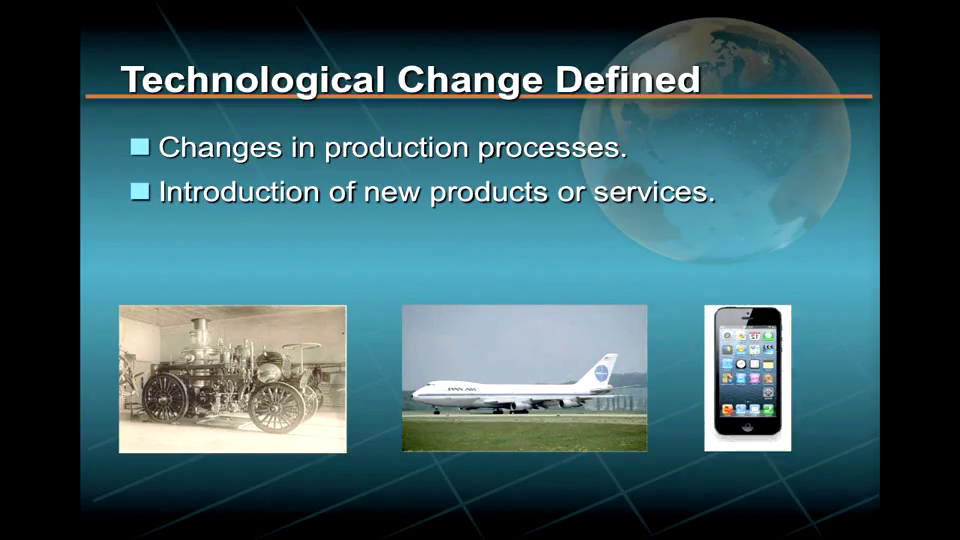 Technological Change Defined
Changes in production processes.
Introduction of new products or services.
PAN AM